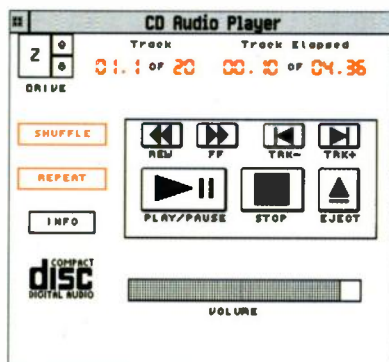 CD Audio Player
Track Track Elapsed
2 01.1 OF 20 00.10 OF 04.36
DRIVE
SHUFFLE
REW FF TRK- TRK+
REPEAT
INFO
PLAY/PAUSE STOP EJECT
COMPACT
disc
DIGITAL AUDIO
VOLUME